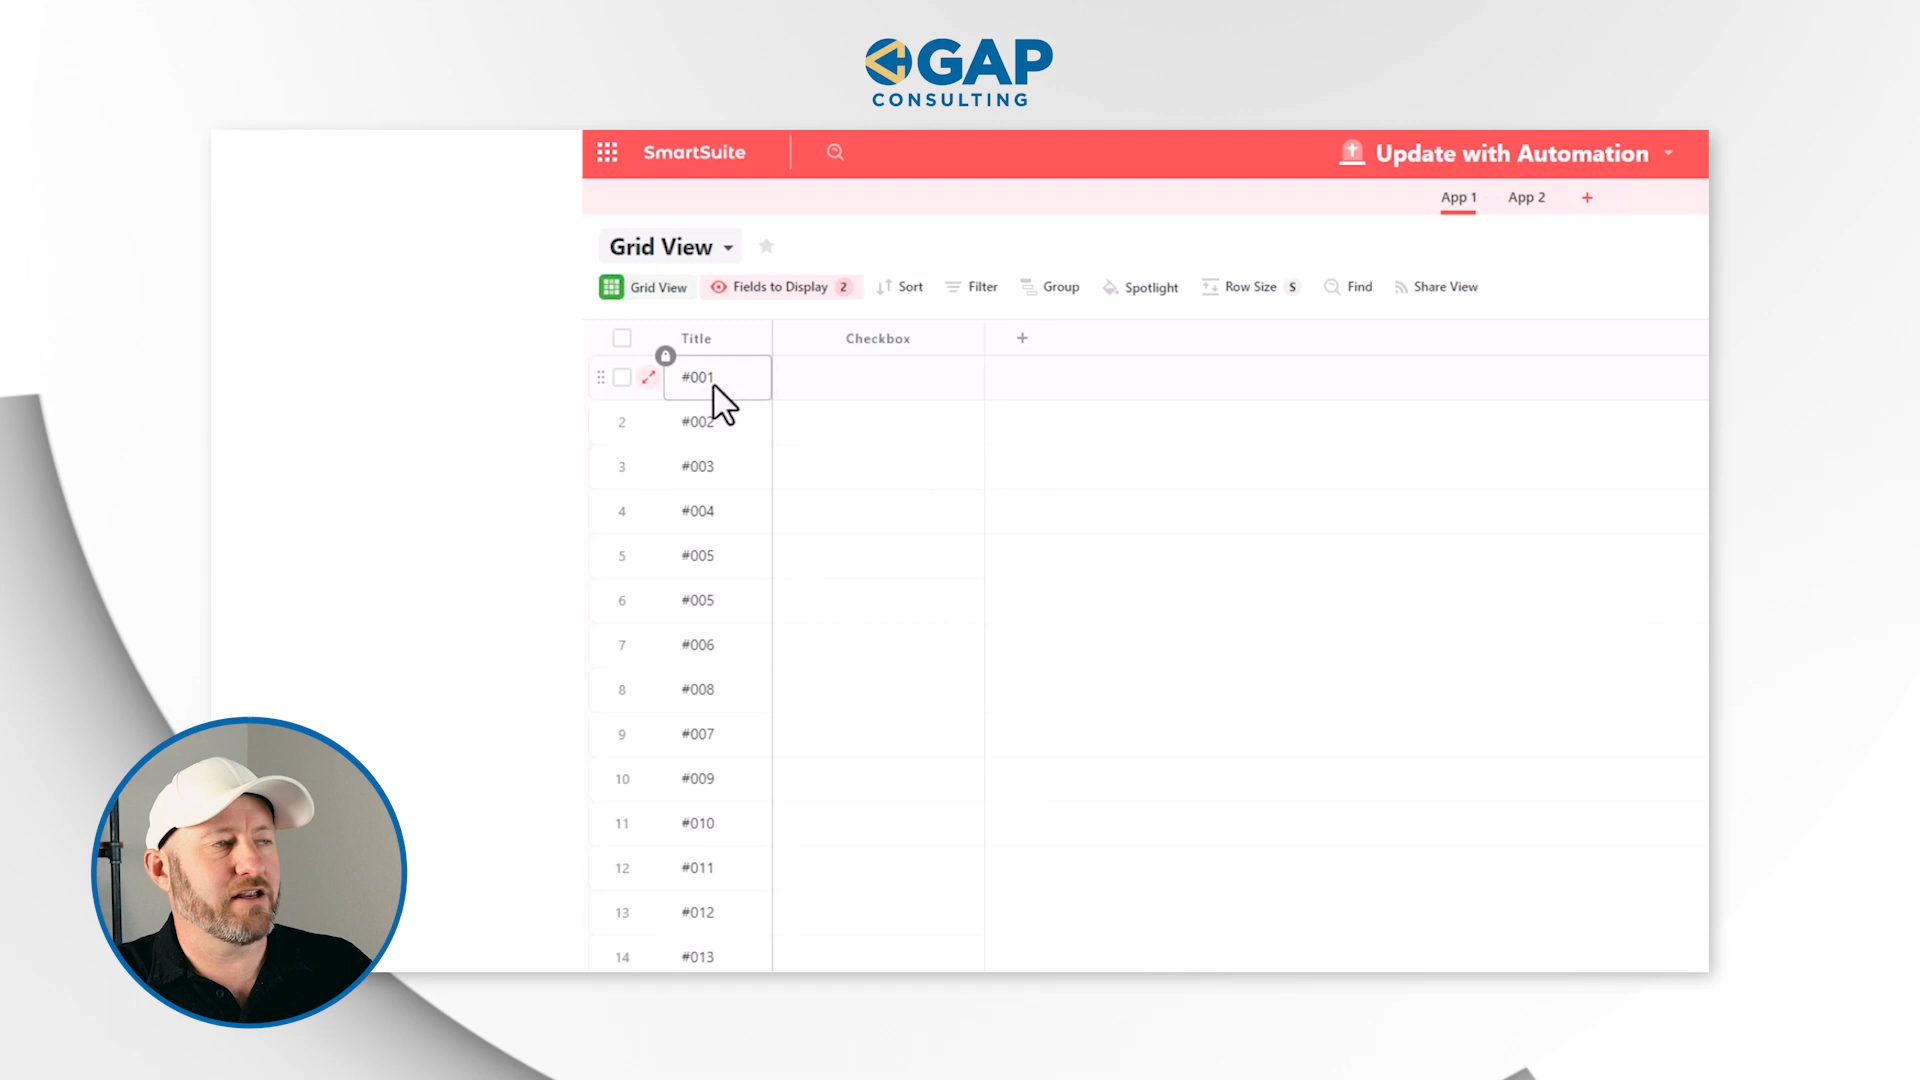 GAP
CONSULTING
SmartSuite
Update with Automation
App 1 App 2 +
Grid View
Grid View Fields to Display 2 Sort Filter Group Spotlight Row Size S Find Share View
Title Checkbox +
#001
2 #002
3 #003
4 #004
5 #005
6 #005
7 #006
8 #008
9 #007
10 #009
11 #010
12 #011
13 #012
14 #013